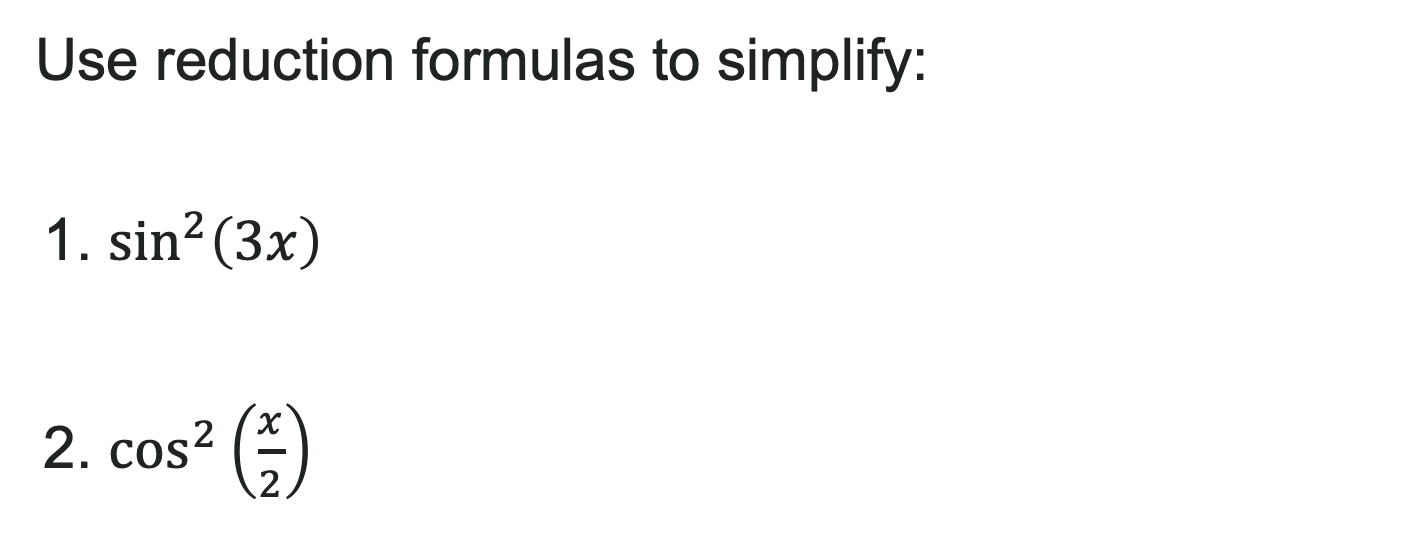 Use reduction formulas to simplify:
1. sin²(3x)
2. cos² (x/2)